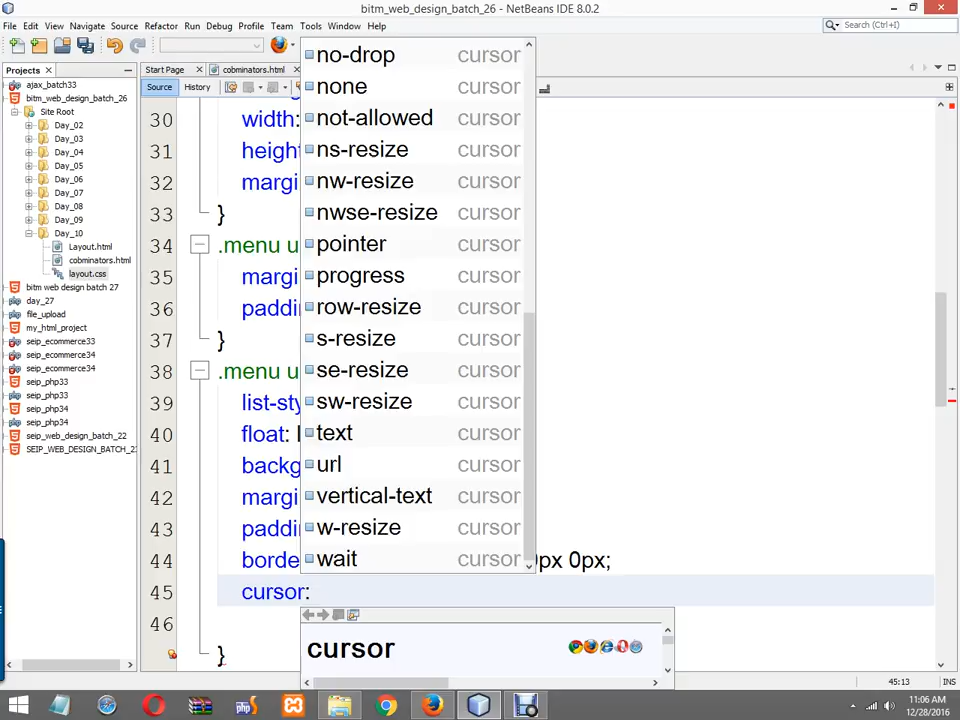 bitm_web_design_batch_26 - NetBeans IDE 8.0.2
File Edit View Navigate Source Refactor Run Debug Profile Team Tools Window Help
Search (Ctrl+I)
Projects
Start Page
cobminators.html
Source History
ajax_batch33
bitm_web_design_batch_26
Site Root
Day_02
Day_03
Day_04
Day_05
Day_06
Day_07
Day_08
Day_09
Day_10
Layout.html
cobminators.html
layout.css
bitm web design batch 27
day_27
file_upload
my_html_project
seip_ecommerce33
seip_ecommerce34
seip_ecommerce34
seip_php33
seip_php33
seip_php34
seip_php34
seip_web_design_batch_22
SEIP_WEB_DESIGN_BATCH_23
30 width:
31 height
32 margi
33 }
34 .menu u
35 margi
36 paddi
37 }
38 .menu u
39 list-sty
40 float: l
41 backg
42 margi
43 paddi
44 borde 0px 0px;
45 cursor:
46
}
no-drop cursor
none cursor
not-allowed cursor
ns-resize cursor
nw-resize cursor
nwse-resize cursor
pointer cursor
progress cursor
row-resize cursor
s-resize cursor
se-resize cursor
sw-resize cursor
text cursor
url cursor
vertical-text cursor
w-resize cursor
wait cursor
cursor
45:13 INS
11:06 AM
12/28/2016